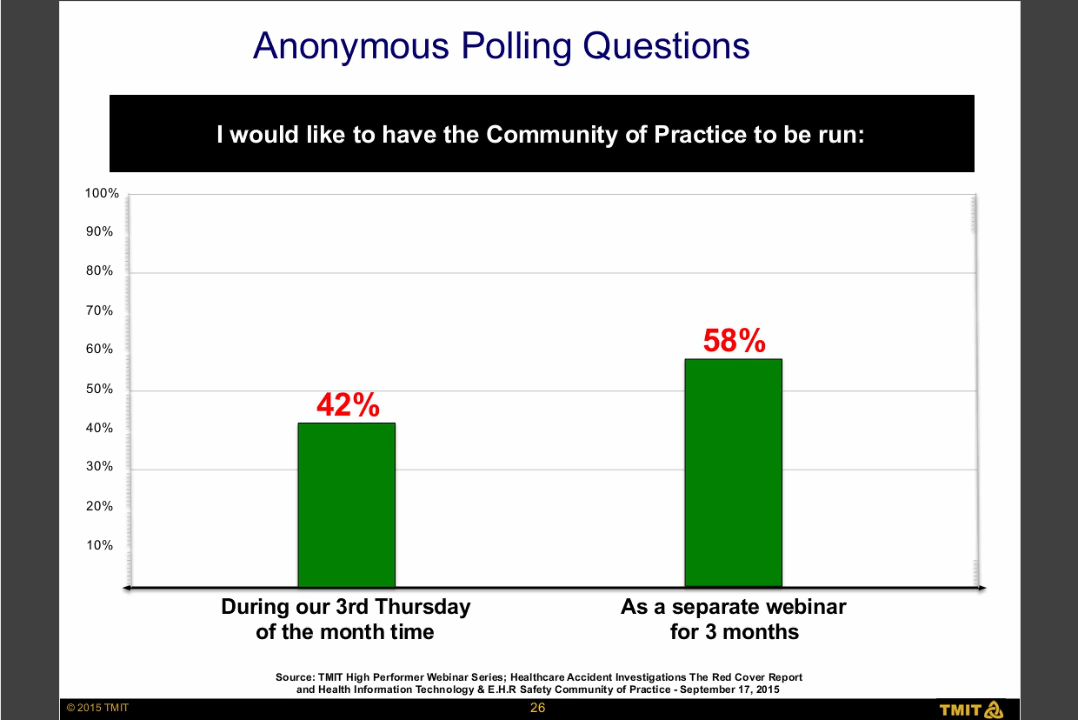 Anonymous Polling Questions
I would like to have the Community of Practice to be run:
100%
90%
80%
70%
60%
50%
40%
30%
20%
10%
42%
58%
During our 3rd Thursday
of the month time
As a separate webinar
for 3 months
Source: TMIT High Performer Webinar Series; Healthcare Accident Investigations The Red Cover Report
and Health Information Technology & E.H.R Safety Community of Practice - September 17, 2015
© 2015 TMIT
26
TMIT